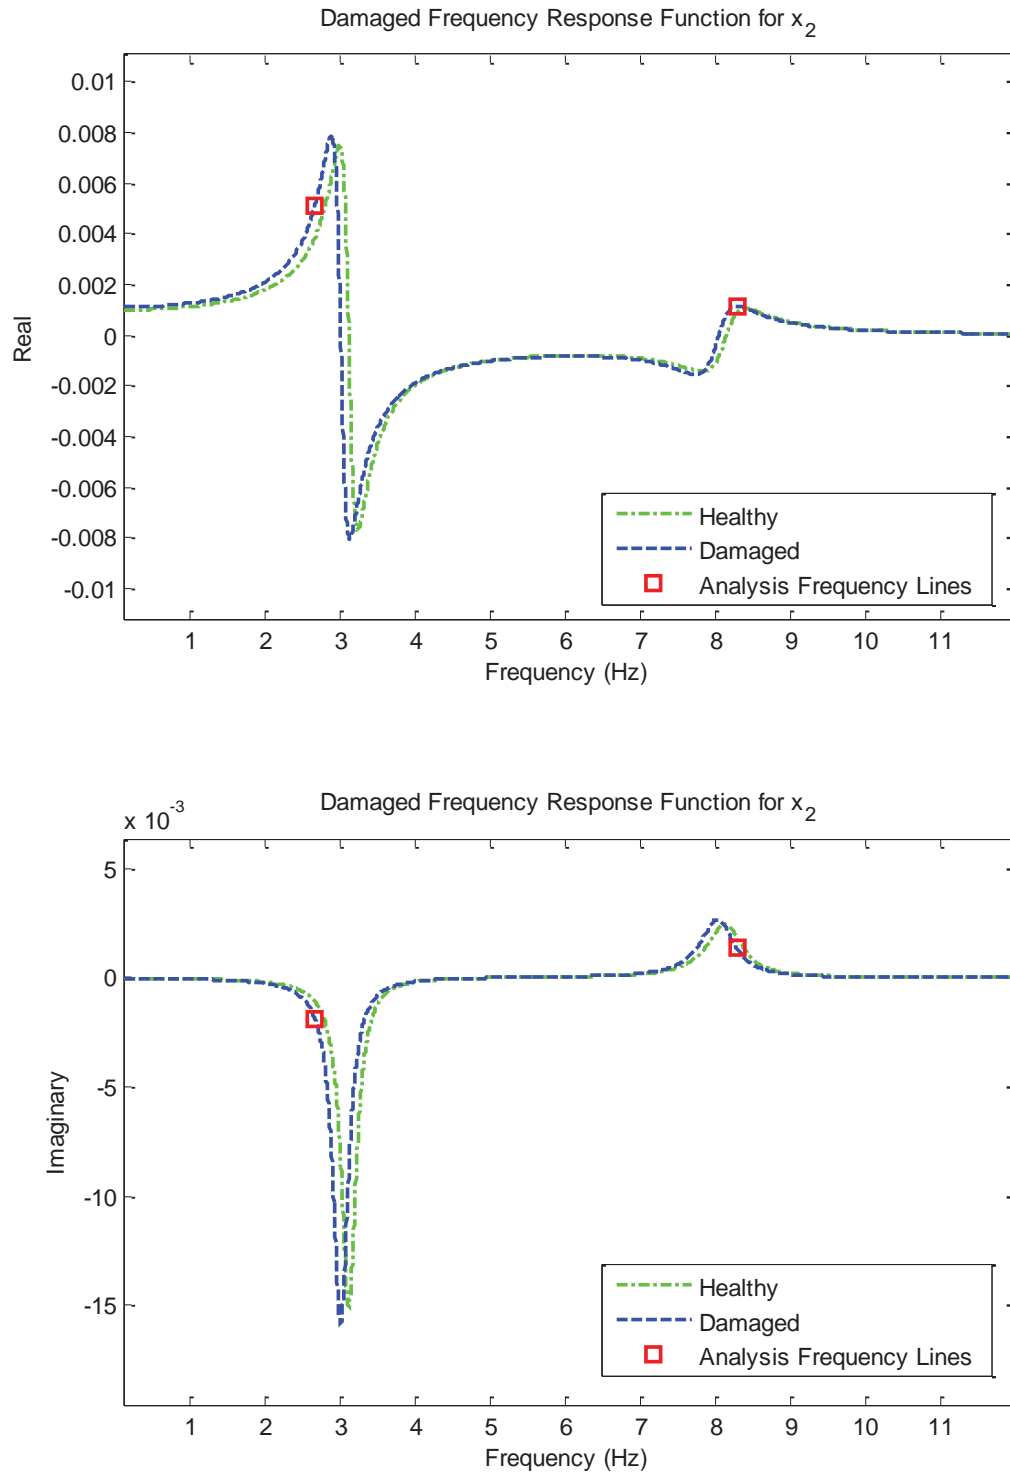 Damaged Frequency Response Function for x2
0.01
0.008
0.006
0.004
0.002
0
-0.002
-0.004
-0.006
-0.008
-0.01
Real
Healthy
Damaged
Analysis Frequency Lines
1 2 3 4 5 6 7 8 9 10 11
Frequency (Hz)
Damaged Frequency Response Function for x2
x 10-3
5
0
-5
-10
-15
Imaginary
Healthy
Damaged
Analysis Frequency Lines
1 2 3 4 5 6 7 8 9 10 11
Frequency (Hz)